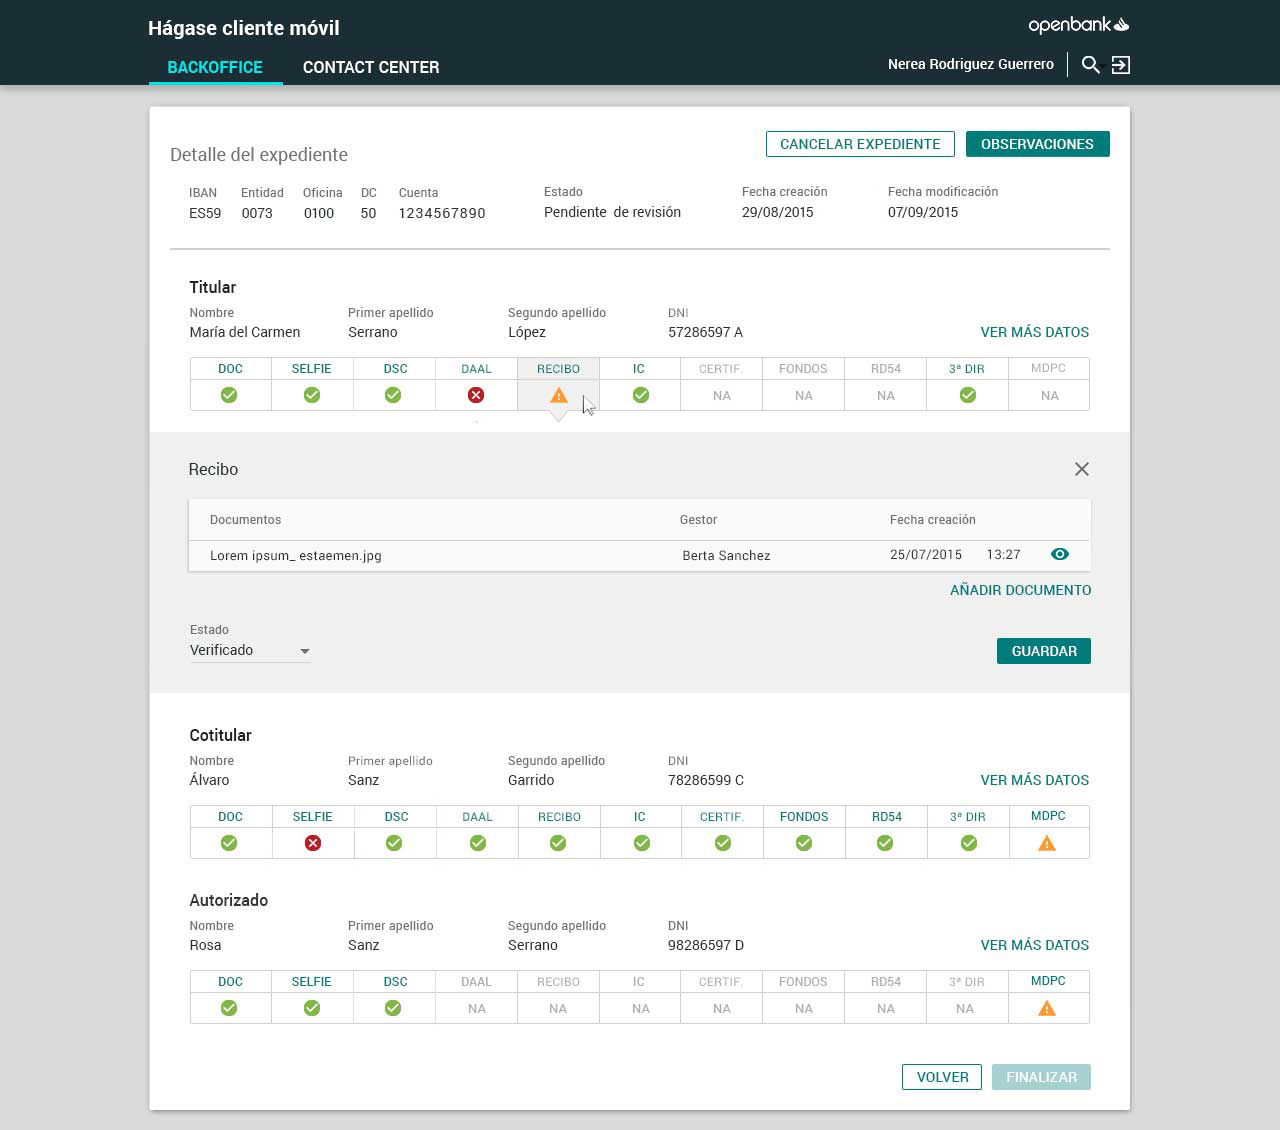 Hágase cliente móvil
openbank
BACKOFFICE CONTACT CENTER
Nerea Rodriguez Guerrero
Detalle del expediente
CANCELAR EXPEDIENTE OBSERVACIONES
IBAN Entidad Oficina DC Cuenta Estado Fecha creación Fecha modificación
ES59 0073 0100 50 1234567890 Pendiente de revisión 29/08/2015 07/09/2015
Titular
Nombre Primer apellido Segundo apellido DNI
María del Carmen Serrano López 57286597 A VER MÁS DATOS
DOC SELFIE DSC DAAL RECIBO IC CERTIF. FONDOS RD54 3ª DIR MDPC
NA NA NA NA
Recibo
Documentos Gestor Fecha creación
Lorem ipsum_ estaemen.jpg Berta Sanchez 25/07/2015 13:27
AÑADIR DOCUMENTO
Estado
Verificado
GUARDAR
Cotitular
Nombre Primer apellido Segundo apellido DNI
Álvaro Sanz Garrido 78286599 C VER MÁS DATOS
DOC SELFIE DSC DAAL RECIBO IC CERTIF. FONDOS RD54 3ª DIR MDPC
Autorizado
Nombre Primer apellido Segundo apellido DNI
Rosa Sanz Serrano 98286597 D VER MÁS DATOS
DOC SELFIE DSC DAAL RECIBO IC CERTIF. FONDOS RD54 3ª DIR MDPC
NA NA NA NA NA NA NA
VOLVER FINALIZAR